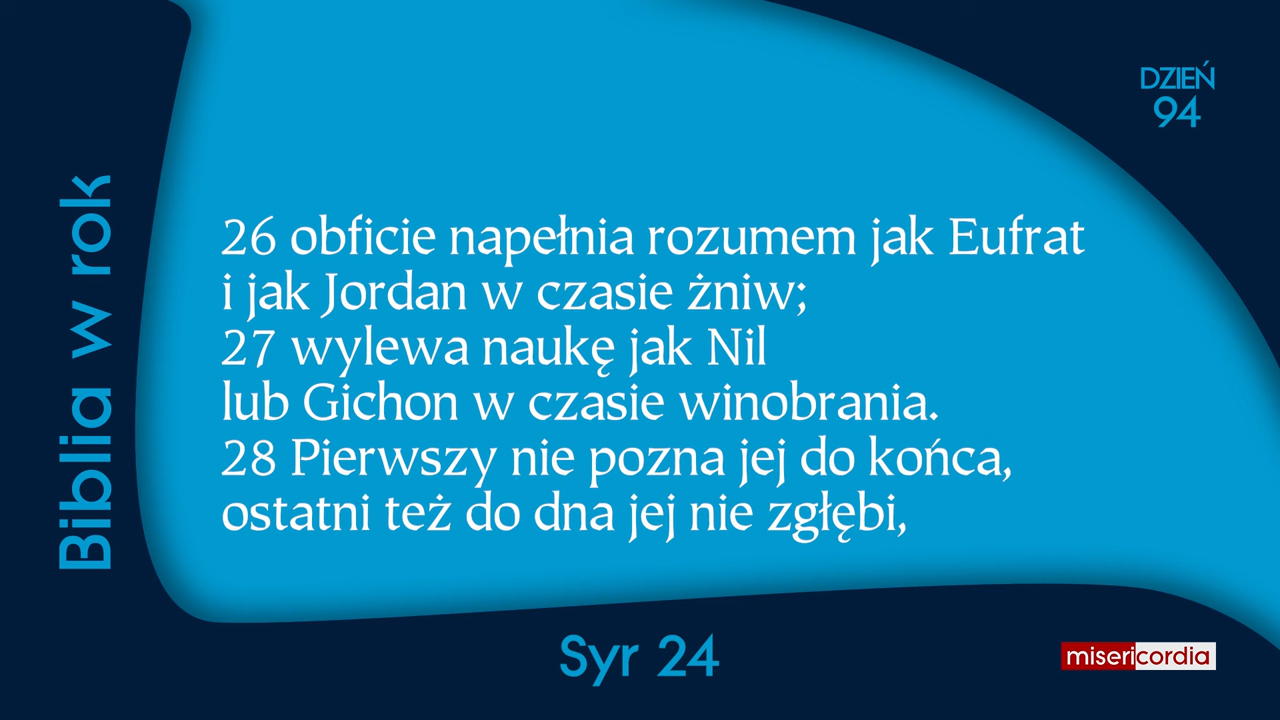 DZIEŃ
94
Biblia w rok
26 obficie napełnia rozumem jak Eufrat
i jak Jordan w czasie żniw;
27 wylewa naukę jak Nil
lub Gichon w czasie winobrania.
28 Pierwszy nie pozna jej do końca,
ostatni też do dna jej nie zgłębi,
Syr 24
misericordia